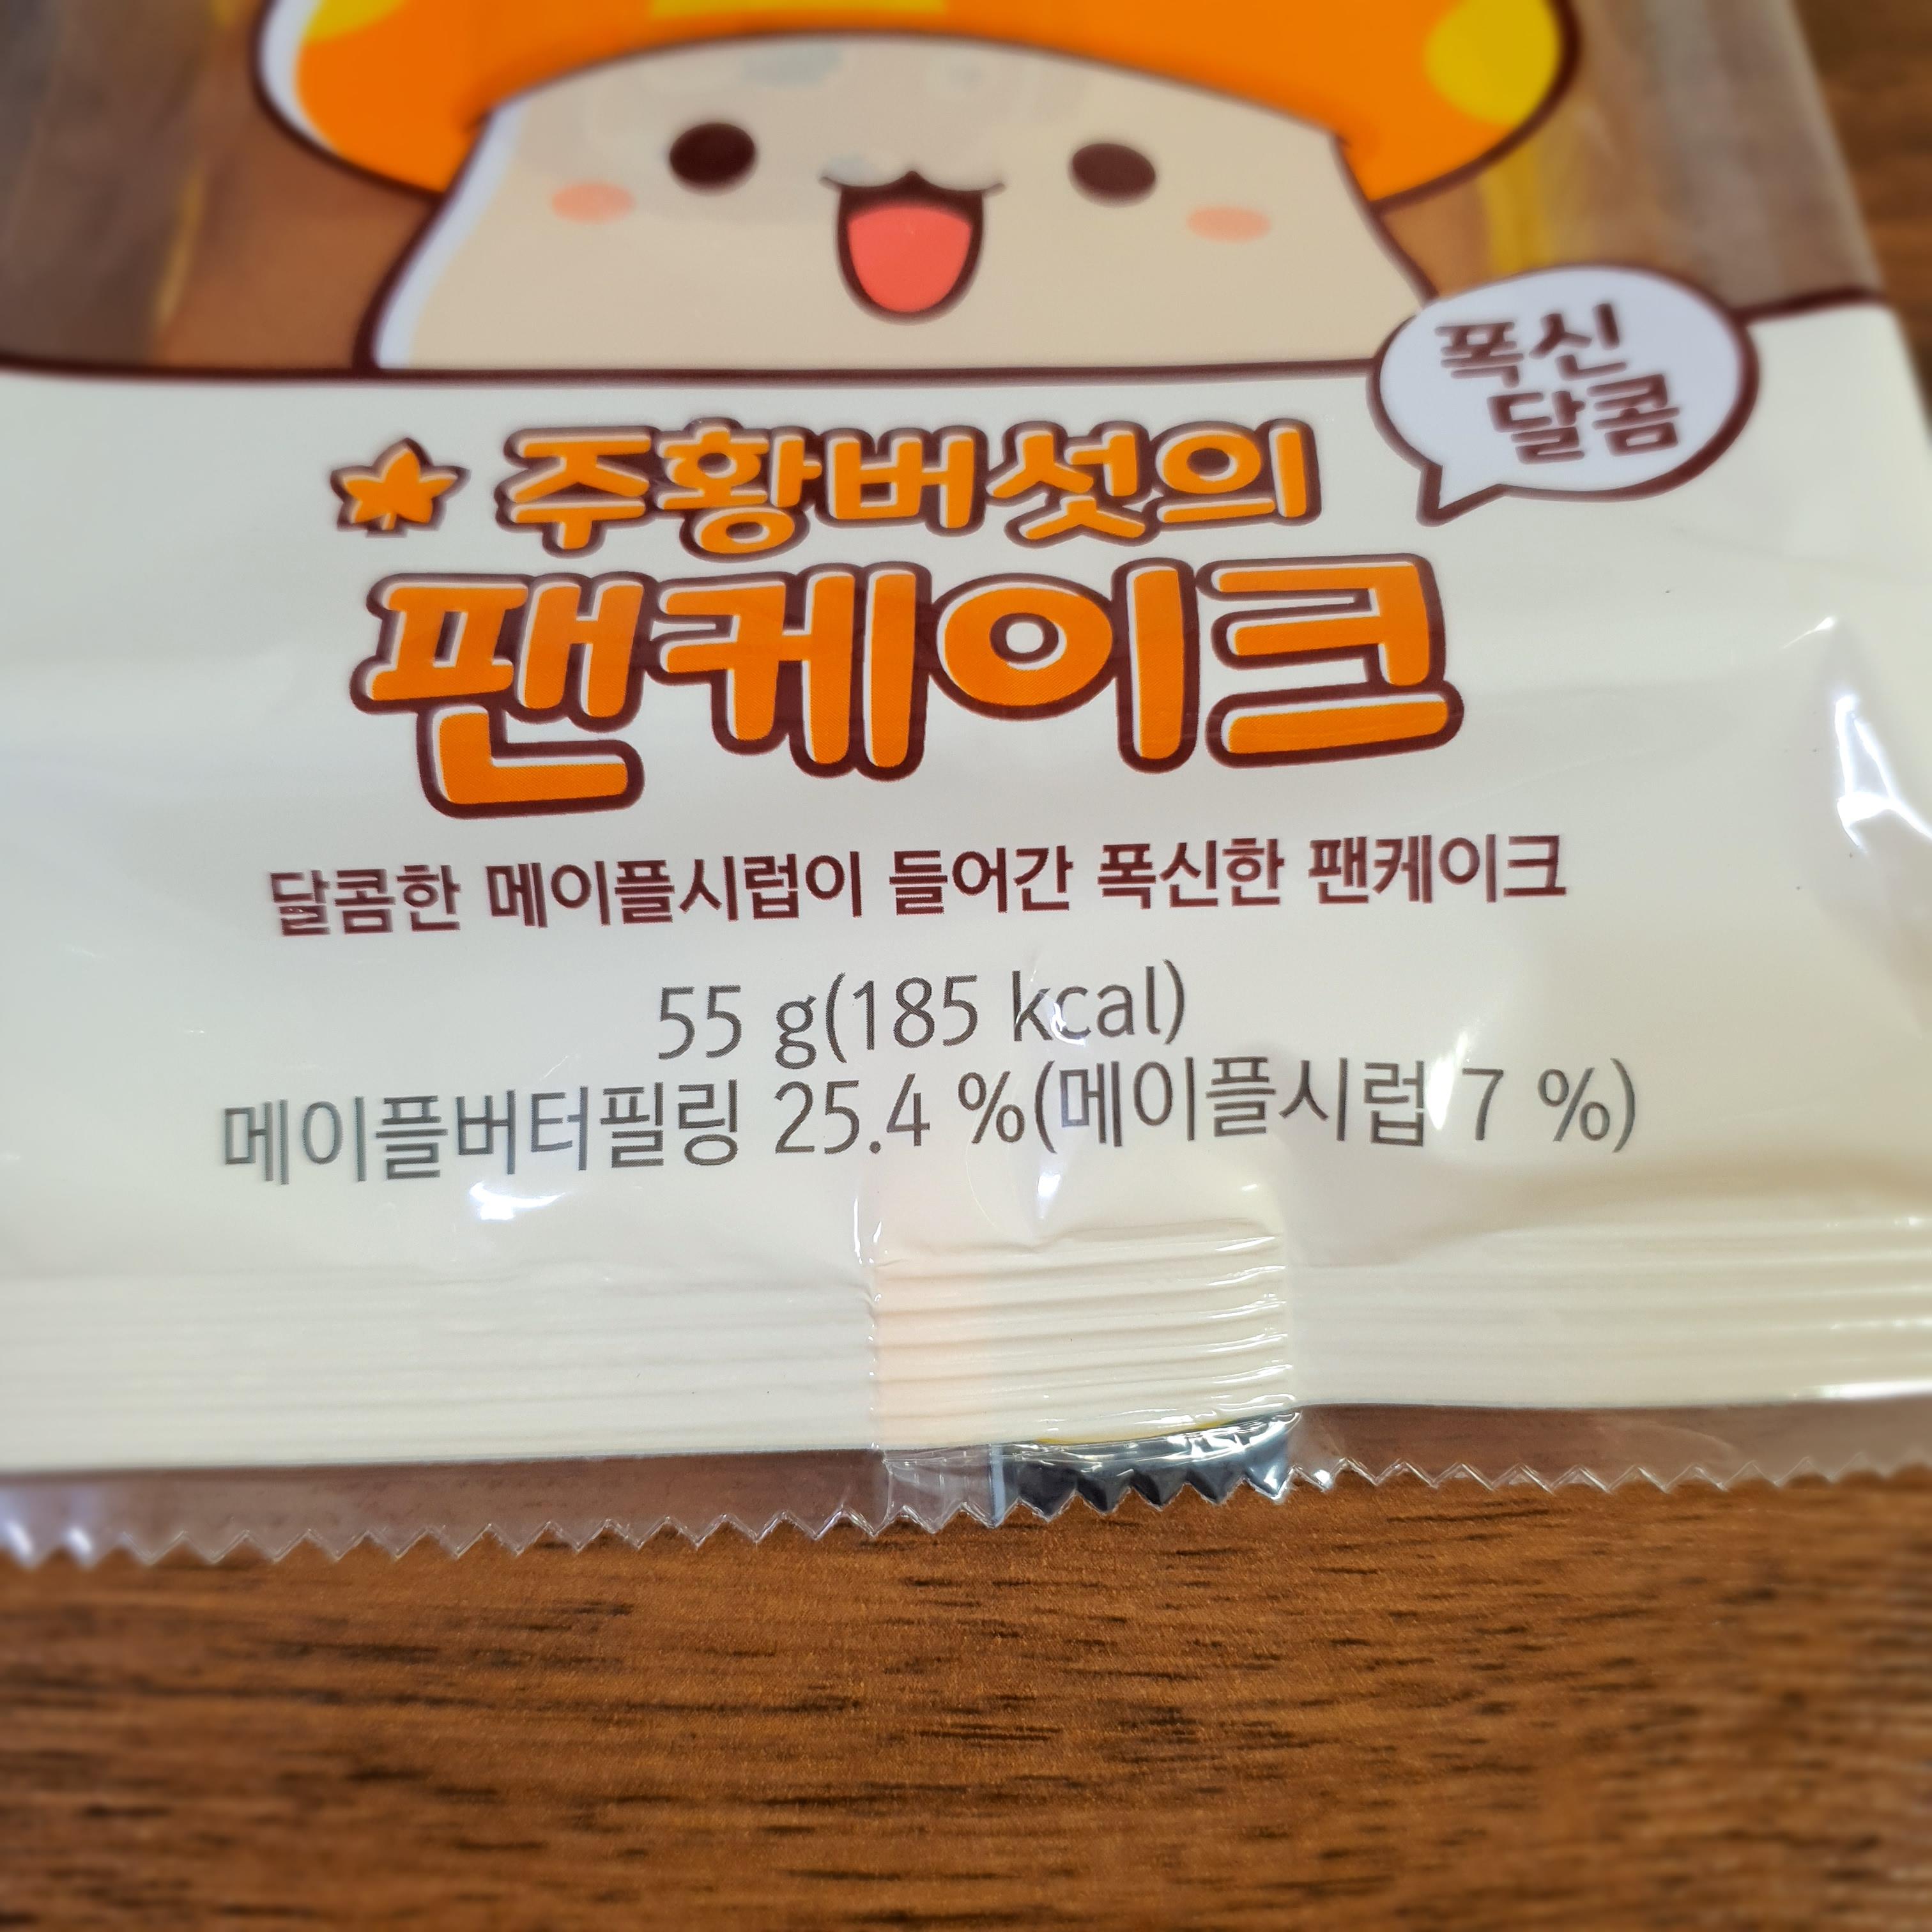 폭신
달콤
주황버섯의
팬케이크
달콤한 메이플시럽이 들어간 폭신한 팬케이크
55 g(185 kcal)
메이플버터필링 25.4 %(메이플시럽 7 %)